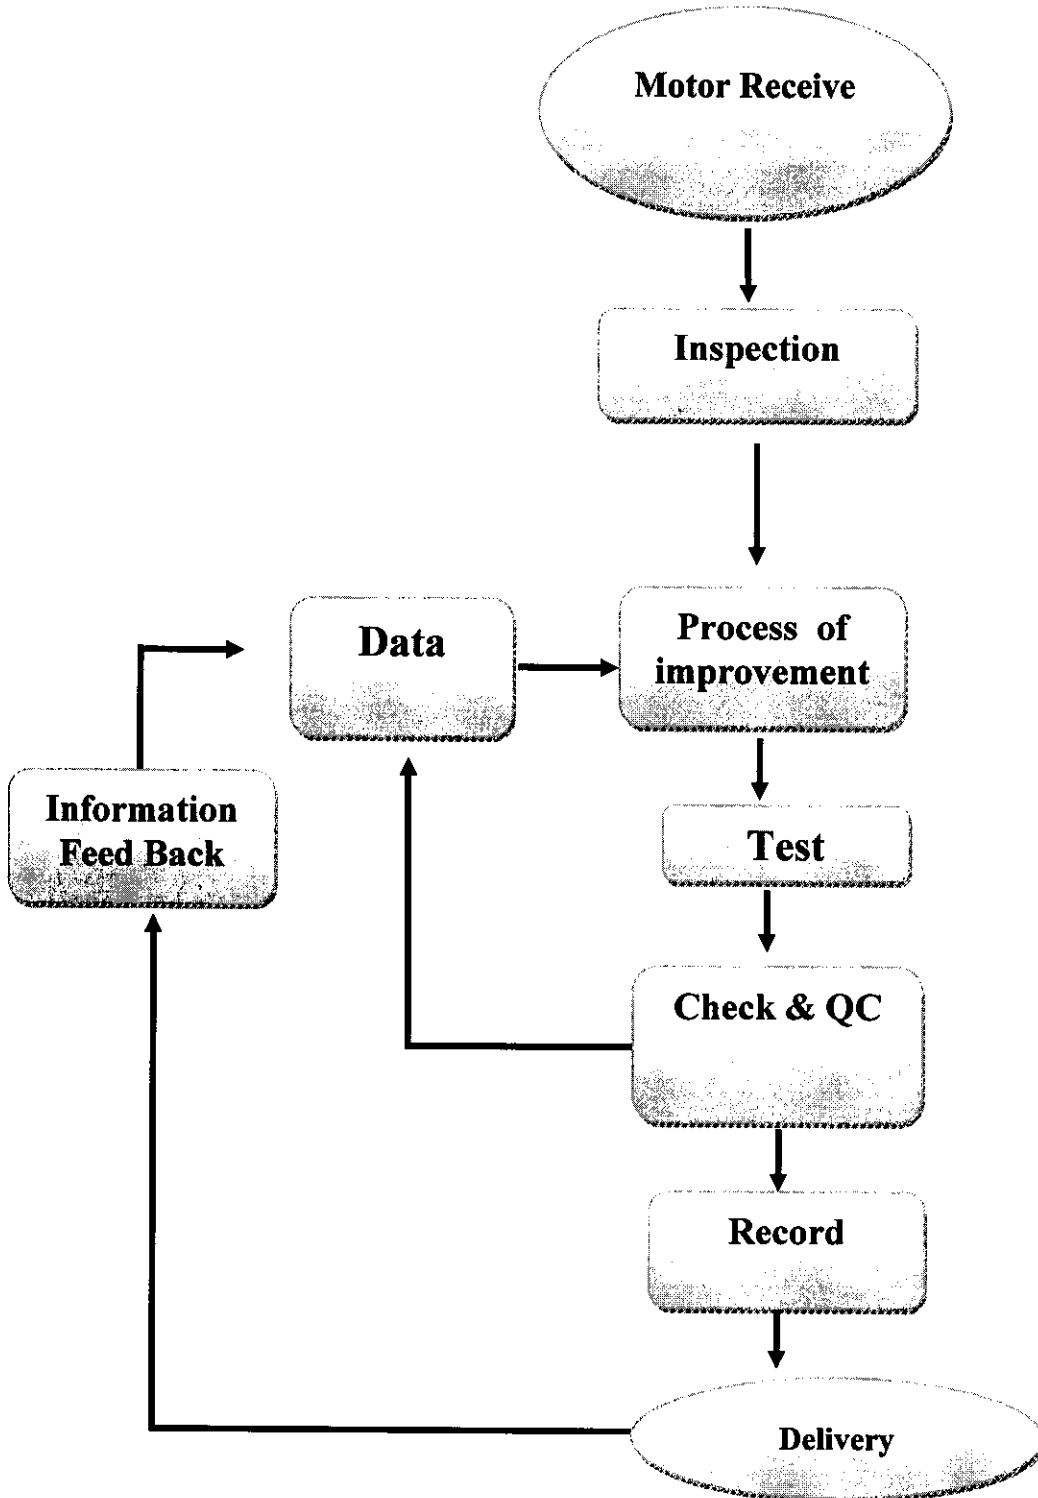 Motor Receive
Inspection
Data
Process of
improvement
Information
Feed Back
Test
Check & QC
Record
Delivery